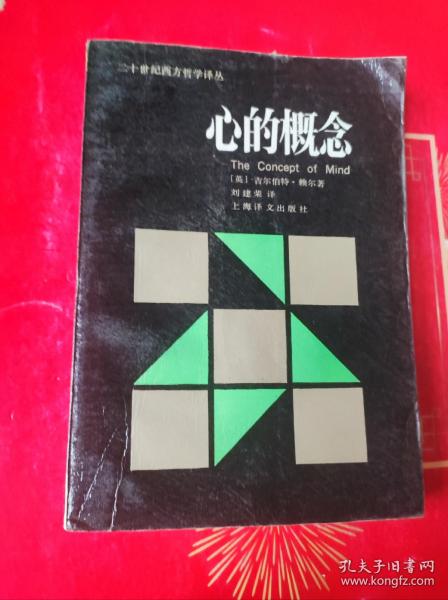 二十世纪西方哲学译丛
心的概念
The Concept of Mind
[英]·吉尔伯特·赖尔著
刘建荣 译
上海译文出版社
孔夫子旧书网
www.kongfz.com